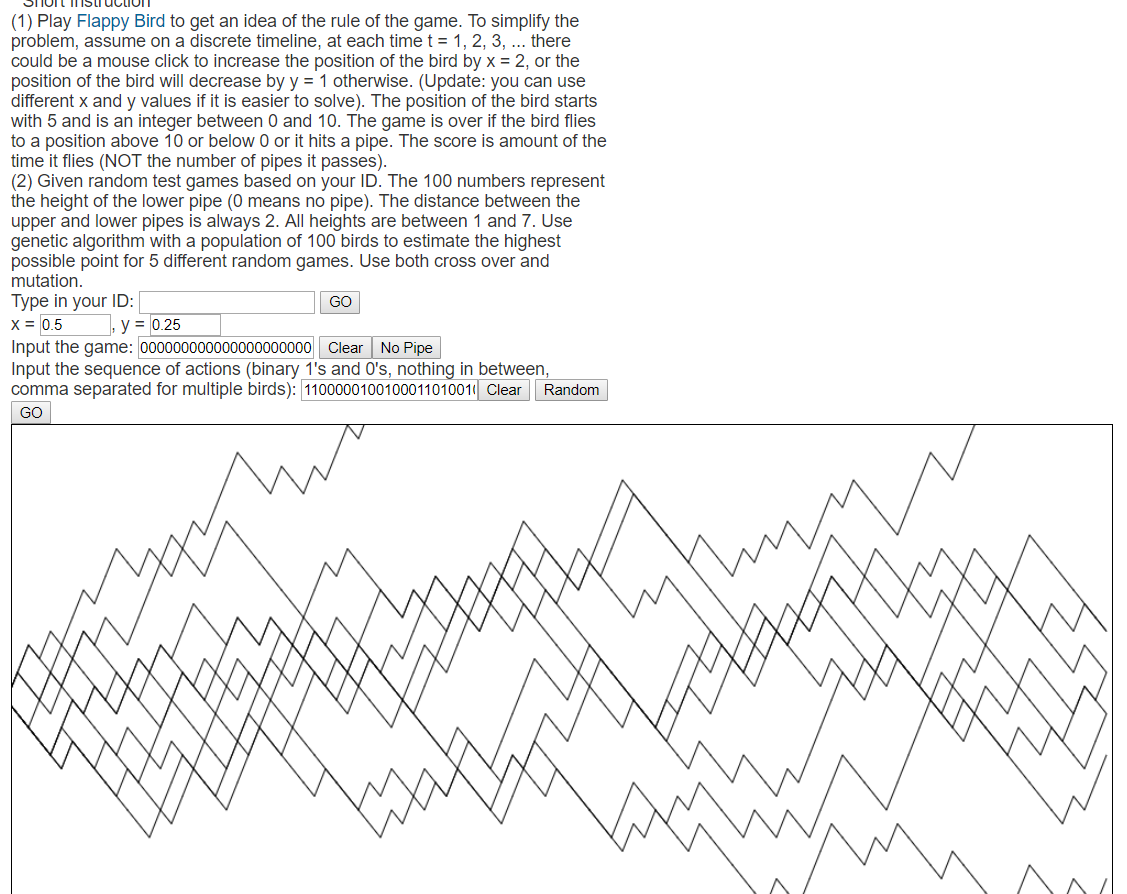 Short Instruction
(1) Play Flappy Bird to get an idea of the rule of the game. To simplify the
problem, assume on a discrete timeline, at each time t = 1, 2, 3, ... there
could be a mouse click to increase the position of the bird by x = 2, or the
position of the bird will decrease by y = 1 otherwise. (Update: you can use
different x and y values if it is easier to solve). The position of the bird starts
with 5 and is an integer between 0 and 10. The game is over if the bird flies
to a position above 10 or below 0 or it hits a pipe. The score is amount of the
time it flies (NOT the number of pipes it passes).
(2) Given random test games based on your ID. The 100 numbers represent
the height of the lower pipe (0 means no pipe). The distance between the
upper and lower pipes is always 2. All heights are between 1 and 7. Use
genetic algorithm with a population of 100 birds to estimate the highest
possible point for 5 different random games. Use both cross over and
mutation.
Type in your ID: GO
x = 0.5 , y = 0.25
Input the game: 000000000000000000000 Clear No Pipe
Input the sequence of actions (binary 1's and 0's, nothing in between,
comma separated for multiple birds): 110000010010001101001 Clear Random
GO